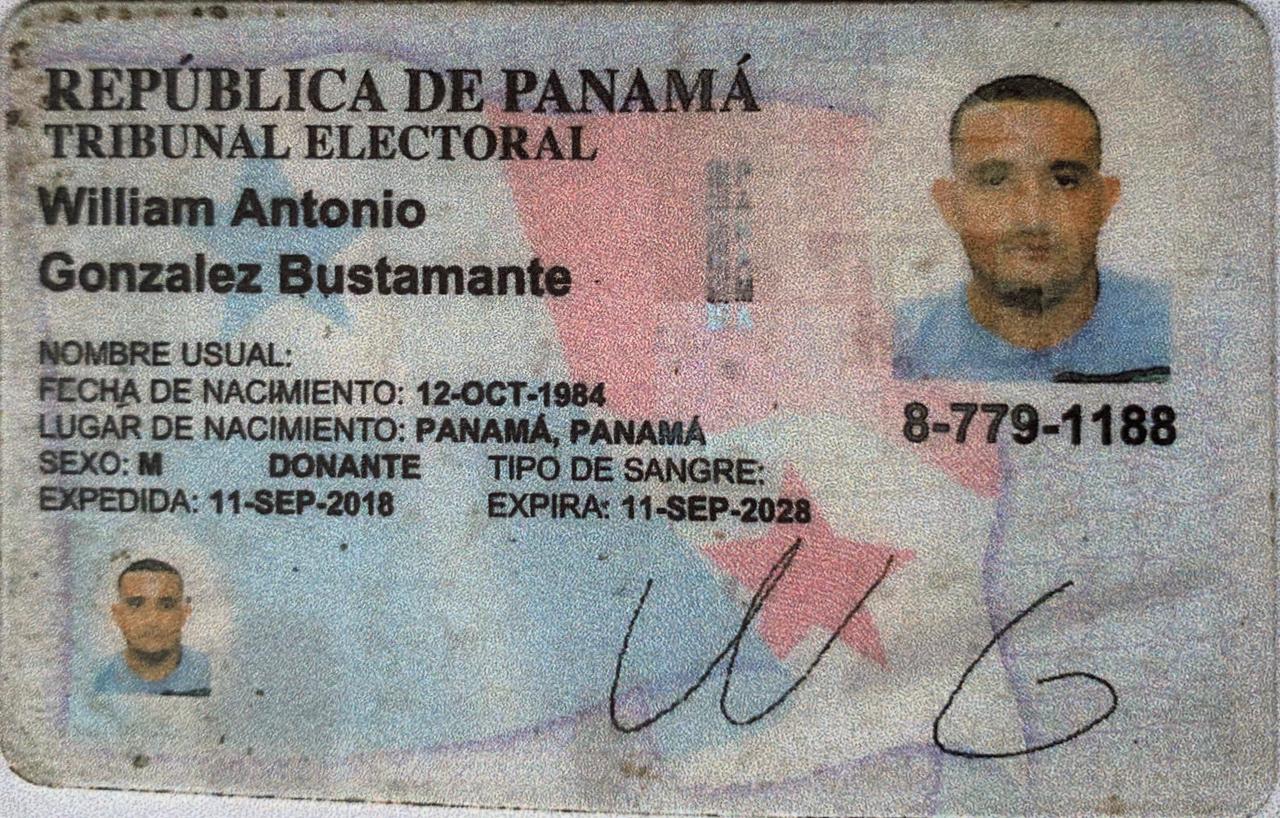 REPÚBLICA DE PANAMÁ
TRIBUNAL ELECTORAL
William Antonio
Gonzalez Bustamante
NOMBRE USUAL:
FECHA DE NACIMIENTO: 12-OCT-1984
LUGAR DE NACIMIENTO: PANAMÁ, PANAMÁ
SEXO: M DONANTE TIPO DE SANGRE:
EXPEDIDA: 11-SEP-2018 EXPIRA: 11-SEP-2028
8-779-1188